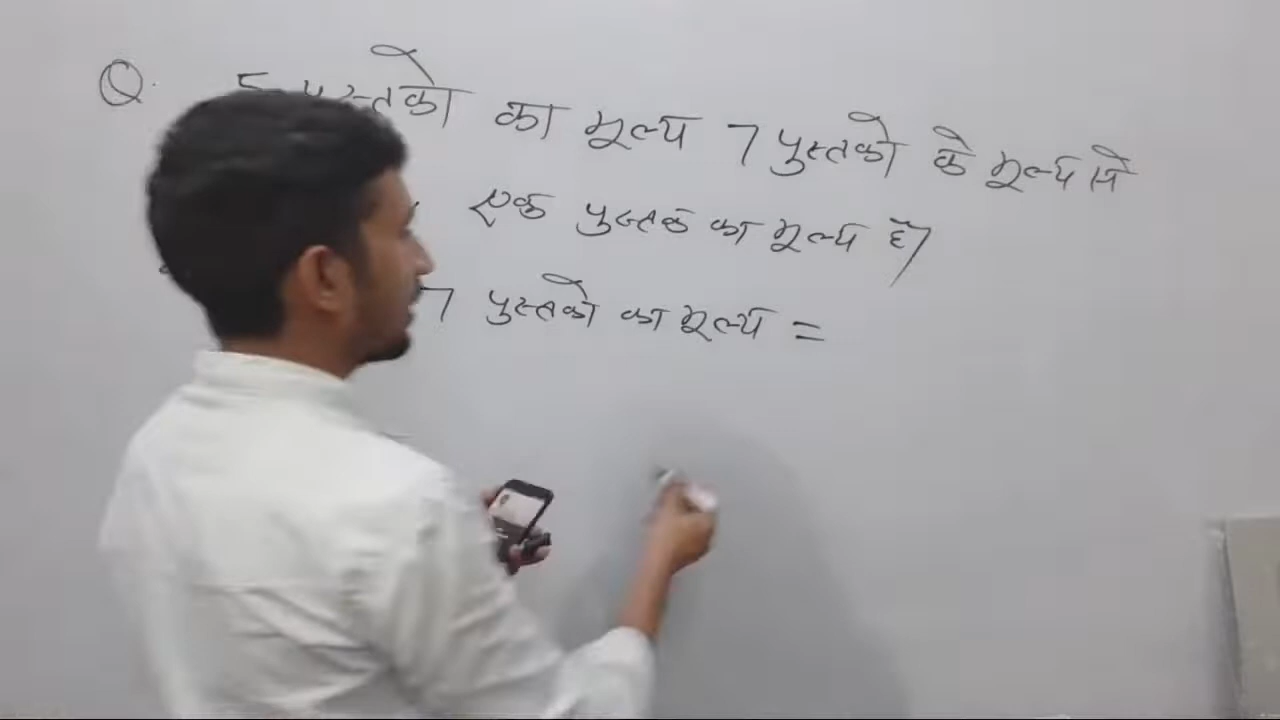 Q. 5 पुस्तको का मूल्य 7 पुस्तको के मूल्य से
एक पुस्तक का मूल्य है।
7 पुस्तको का मूल्य =